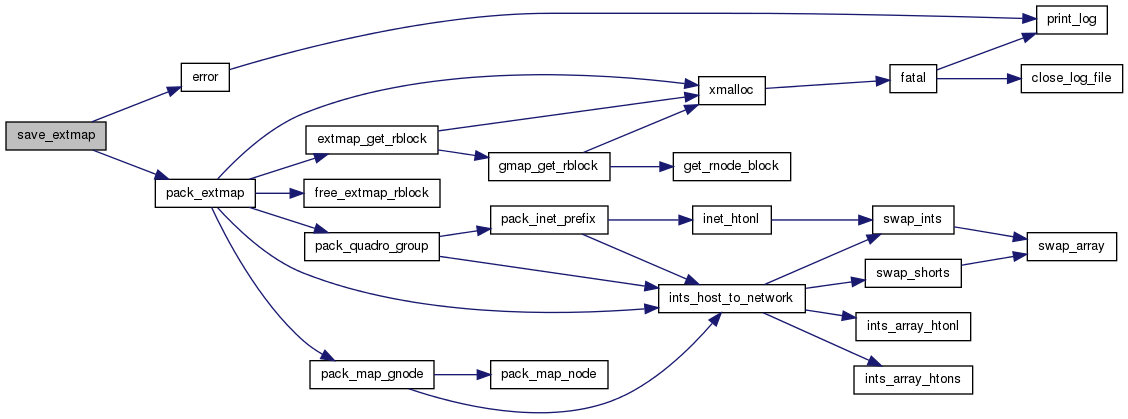 print_log
error
fatal
close_log_file
xmalloc
save_extmap
extmap_get_rblock
gmap_get_rblock
get_rnode_block
pack_extmap
free_extmap_rblock
pack_inet_prefix
inet_htonl
swap_ints
pack_quadro_group
swap_array
swap_shorts
ints_host_to_network
ints_array_htonl
pack_map_gnode
pack_map_node
ints_array_htons